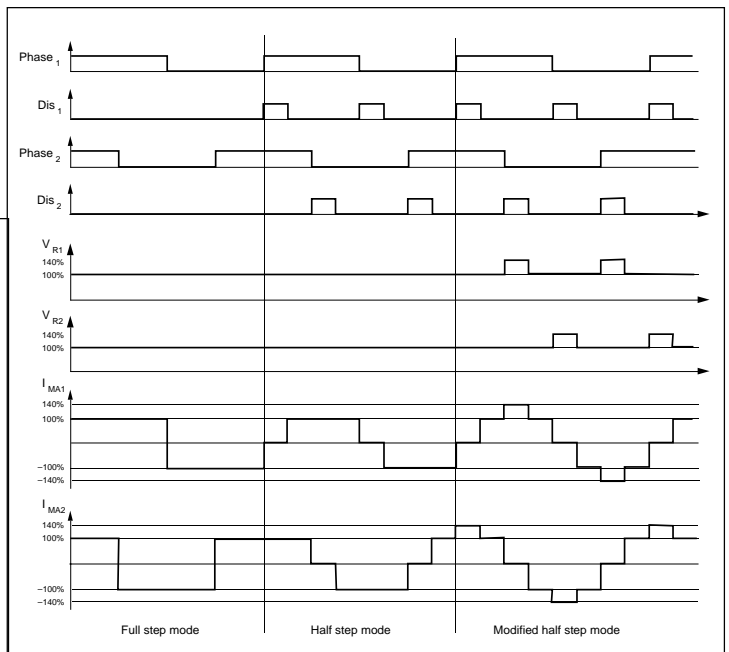 Phase 1
Dis 1
Phase 2
Dis 2
V R1
140%
100%
V R2
140%
100%
I MA1
140%
100%
–100%
–140%
I MA2
140%
100%
–100%
–140%
Full step mode
Half step mode
Modified half step mode